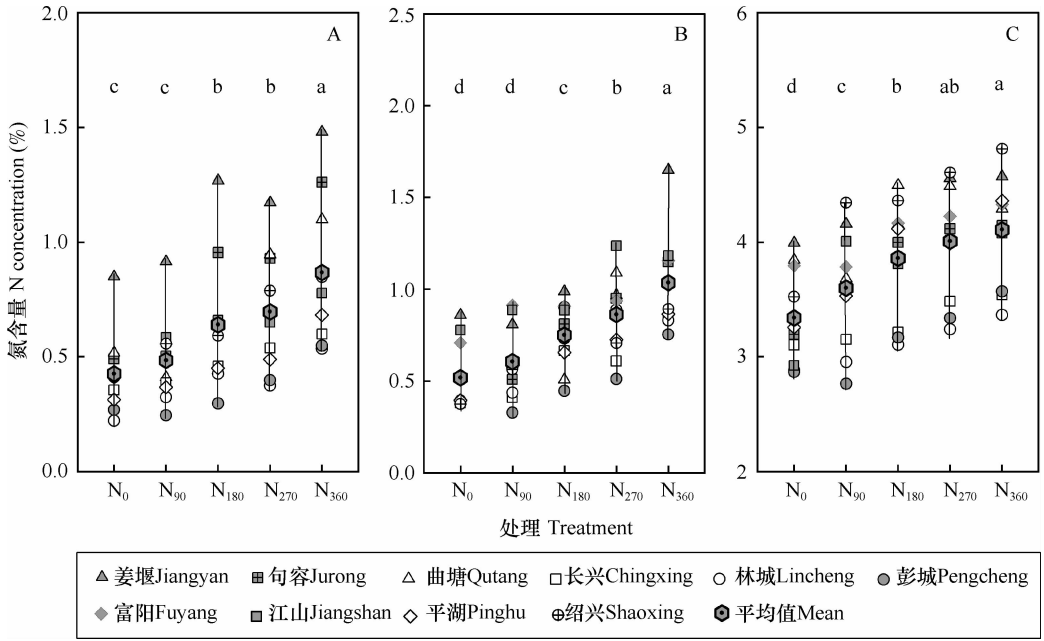 2.0
1.5
1.0
0.5
0.0
A
c c b b a
N0 N90 N180 N270 N360
2.5
2.0
1.5
1.0
0.5
0.0
B
d d c b a
N0 N90 N180 N270 N360
6
5
4
3
2
C
d c b ab a
N0 N90 N180 N270 N360
氮含量 N concentration (%)
处理 Treatment
姜堰Jiangyan 句容Jurong 曲塘Qutang 长兴Chingxing 林城Lincheng 彭城Pengcheng
富阳Fuyang 江山Jiangshan 平湖Pinghu 绍兴Shaoxing 平均值Mean